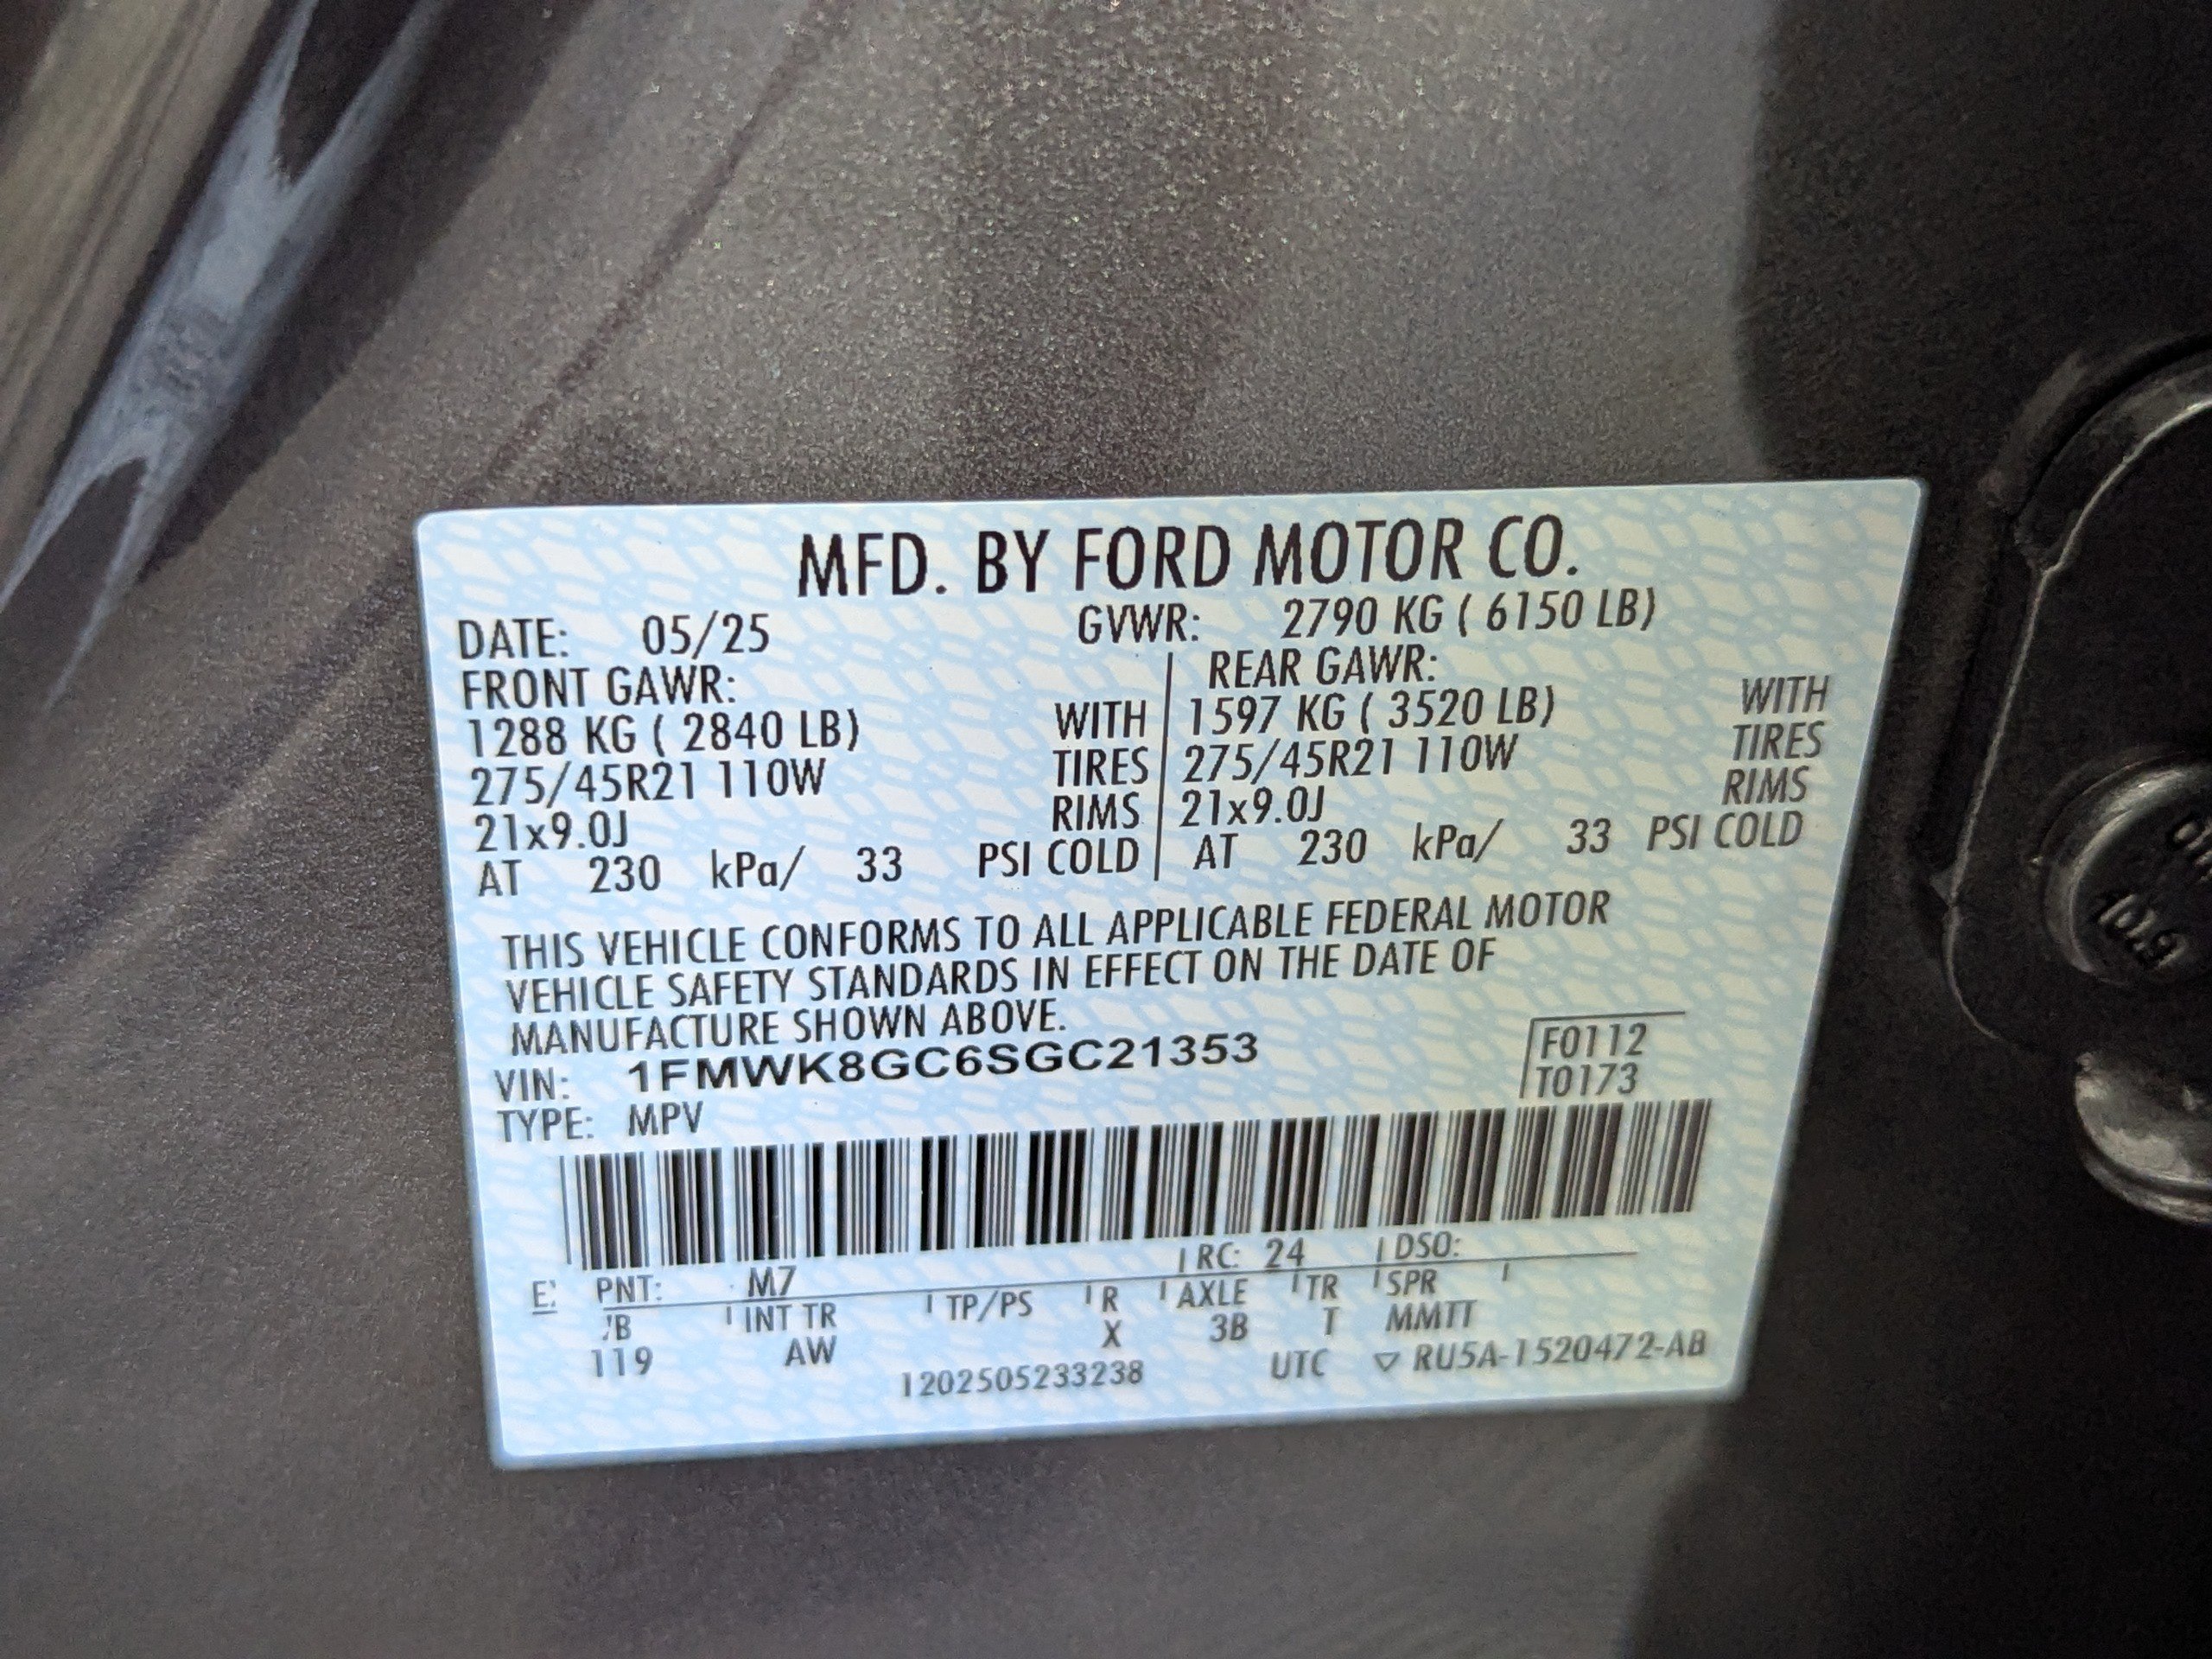 MFD. BY FORD MOTOR CO.
DATE: 05/25 GVWR: 2790 KG ( 6150 LB)
FRONT GAWR: REAR GAWR:
1288 KG ( 2840 LB) WITH 1597 KG ( 3520 LB) WITH
275/45R21 110W TIRES 275/45R21 110W TIRES
21x9.0J RIMS 21x9.0J RIMS
AT 230 kPa/ 33 PSI COLD AT 230 kPa/ 33 PSI COLD
THIS VEHICLE CONFORMS TO ALL APPLICABLE FEDERAL MOTOR
VEHICLE SAFETY STANDARDS IN EFFECT ON THE DATE OF
MANUFACTURE SHOWN ABOVE.
VIN: 1FMWK8GC6SGC21353
F0112
TYPE: MPV
T0173
PNT: M7 RC: 24 DSO:
INT TR TP/PS R AXLE TR SPR
119 AW X 3B T MMTT
1202505233238 UTC ▽ RU5A-1520472-AB